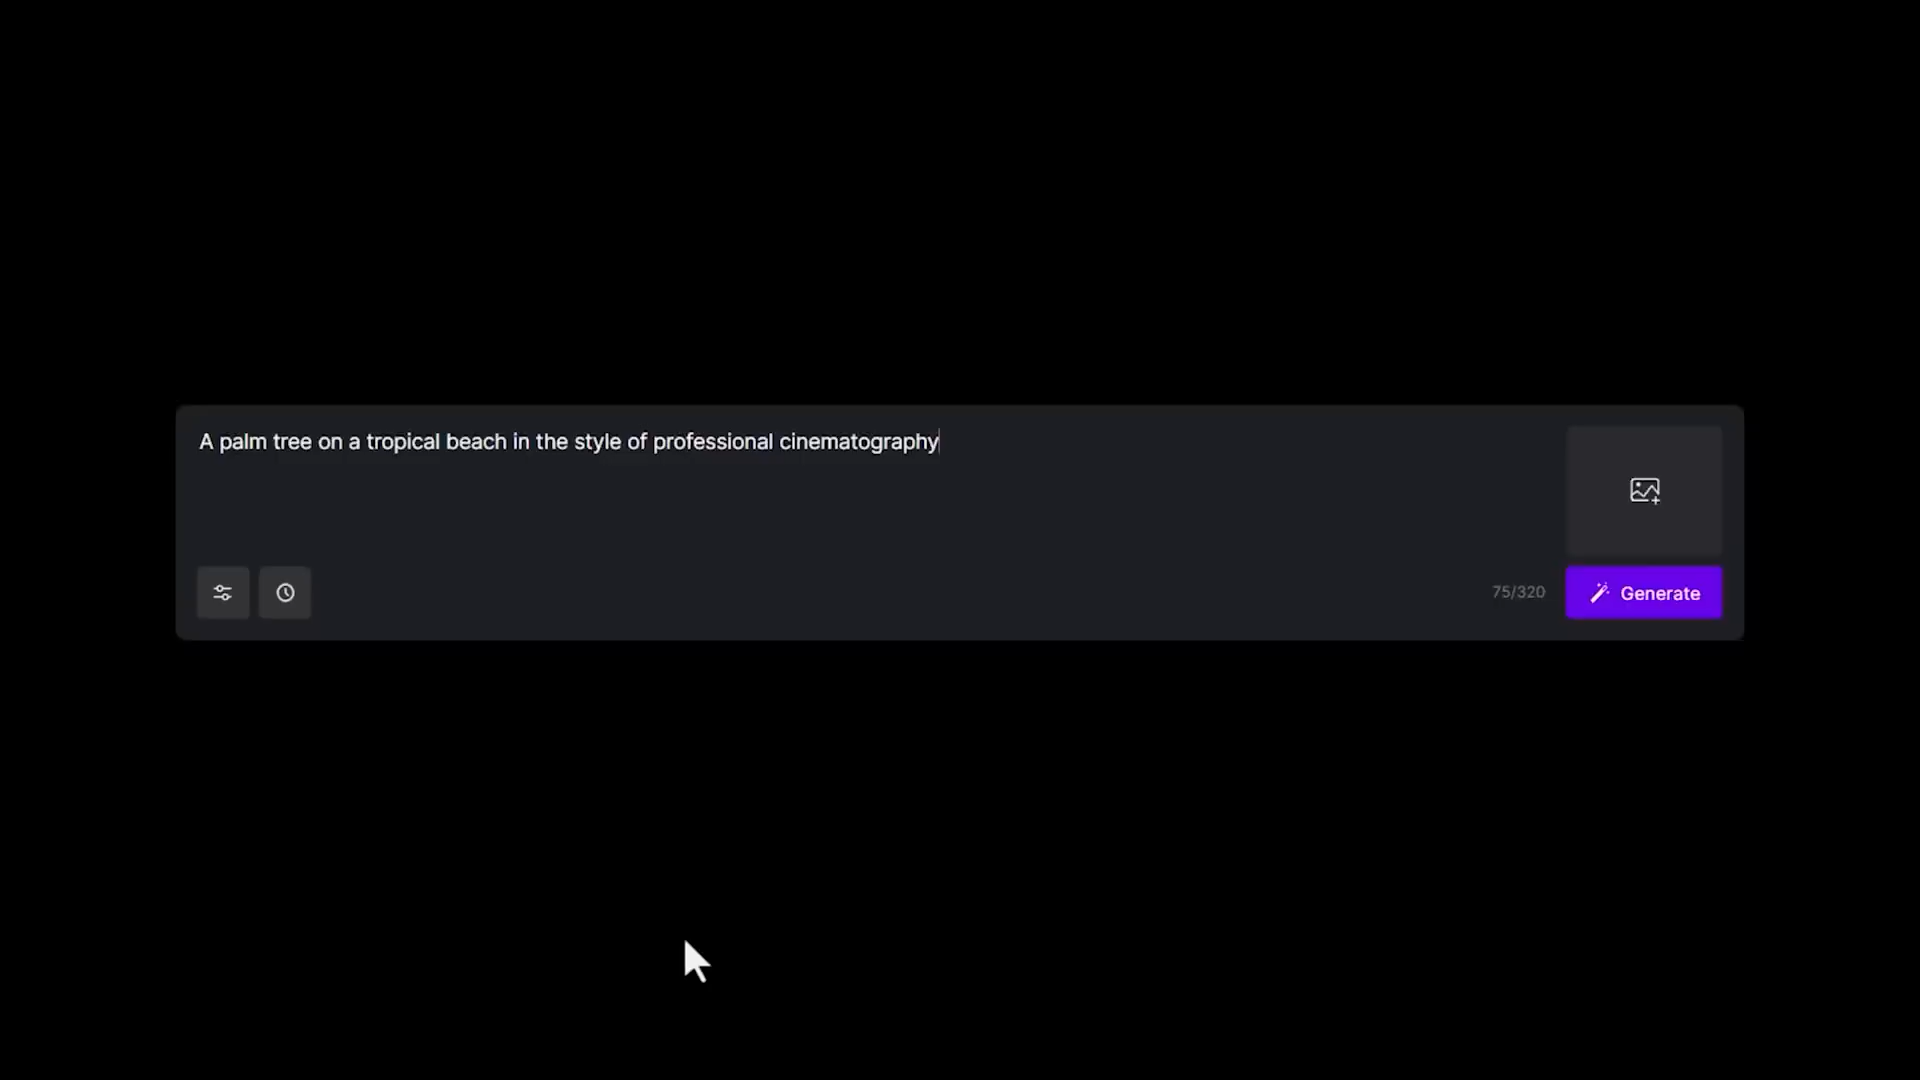 A palm tree on a tropical beach in the style of professional cinematography
75/320
Generate